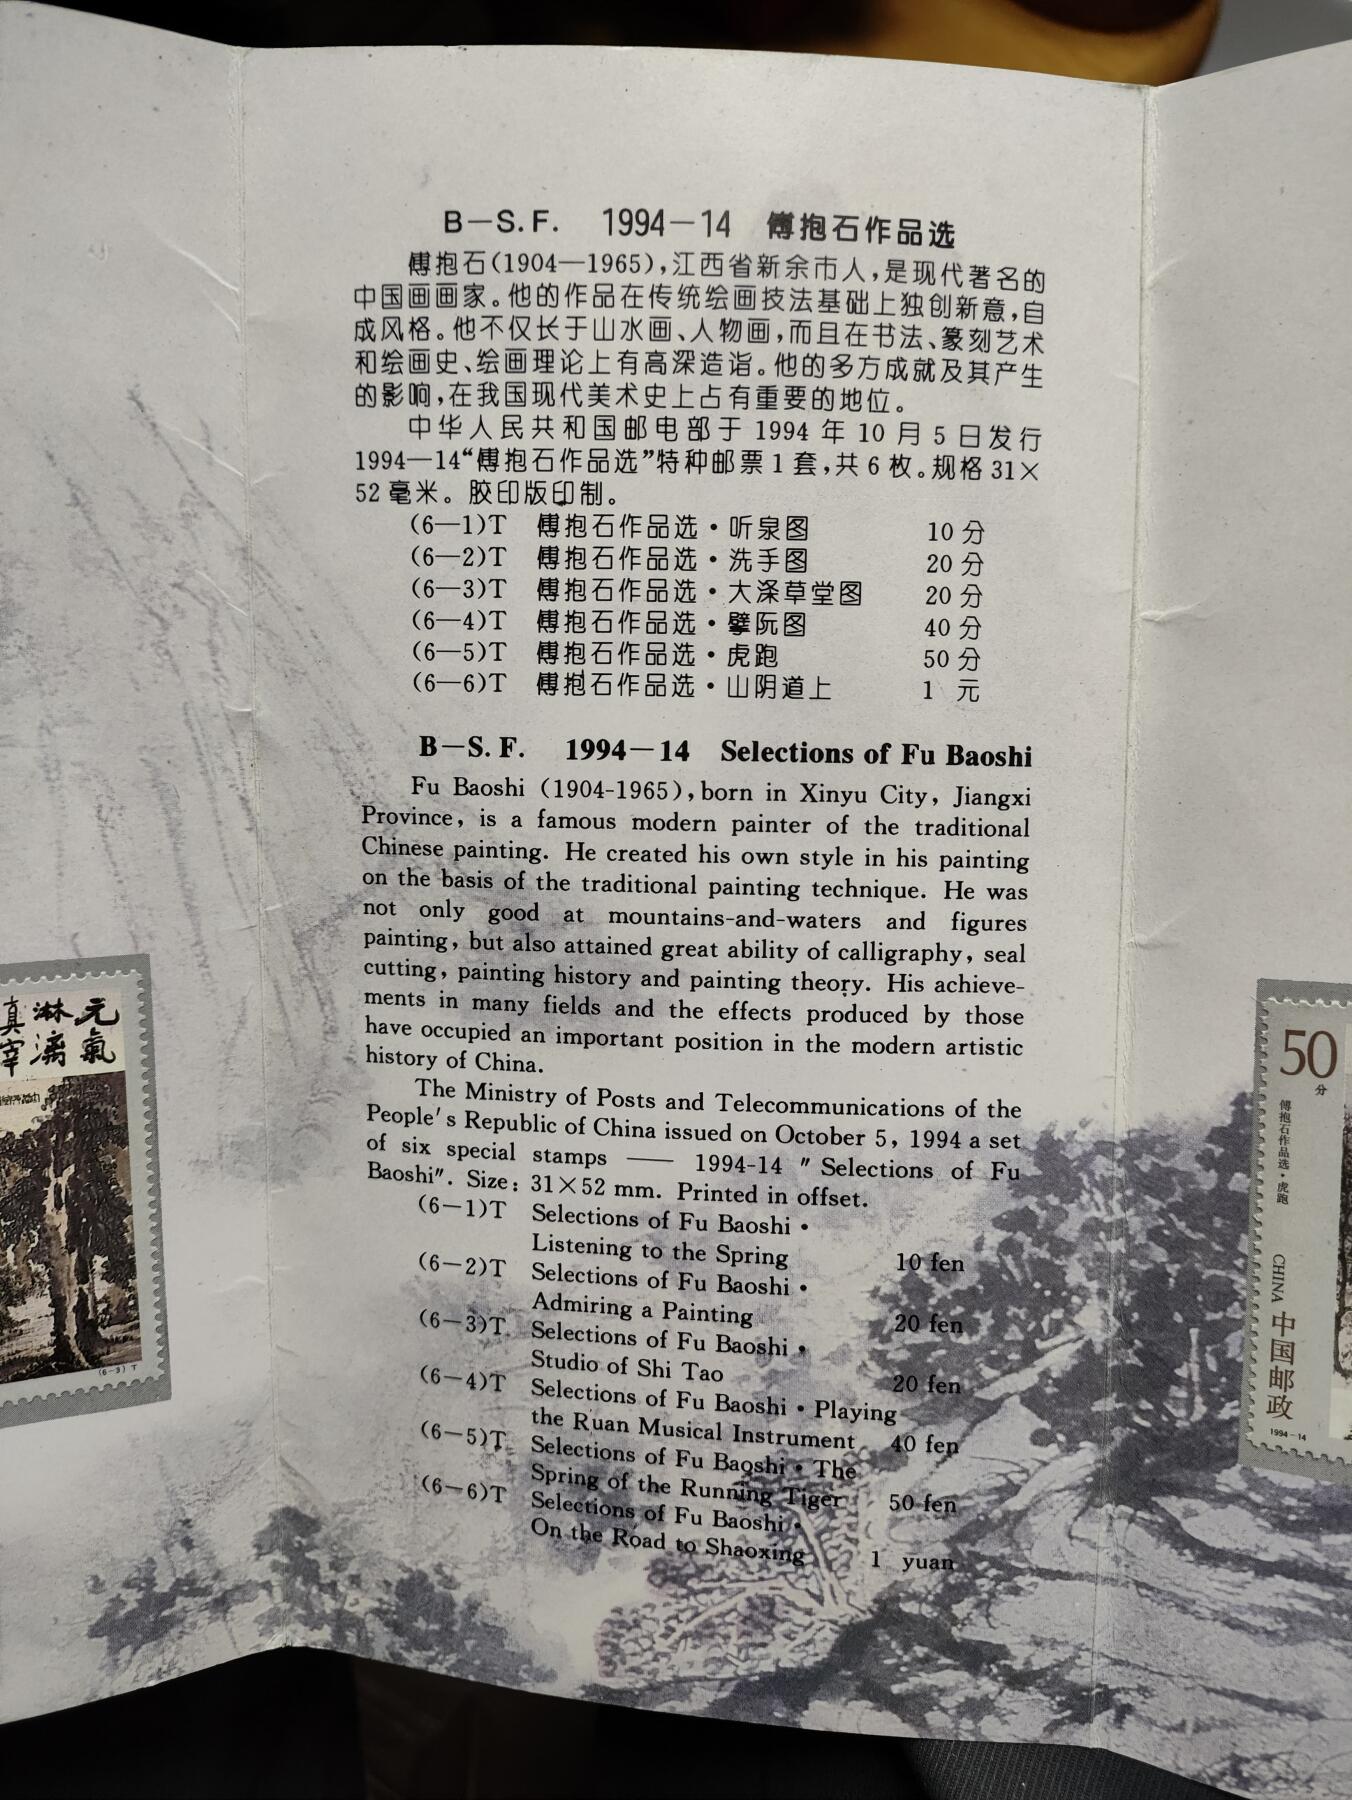 B—S.F. 1994—14 傅抱石作品选
傅抱石(1904—1965),江西省新余市人,是现代著名的
中国画画家。他的作品在传统绘画技法基础上独创新意,自
成风格。他不仅长于山水画、人物画,而且在书法、篆刻艺术
和绘画史、绘画理论上有高深造诣。他的多方成就及其产生
的影响,在我国现代美术史上占有重要的地位。
中华人民共和国邮电部于 1994 年 10 月 5 日发行
1994—14“傅抱石作品选”特种邮票 1 套,共 6 枚。规格 31×
52 毫米。胶印版印制。
(6—1)T 傅抱石作品选·听泉图 10 分
(6—2)T 傅抱石作品选·洗手图 20 分
(6—3)T 傅抱石作品选·大涤草堂图 20 分
(6—4)T 傅抱石作品选·擘阮图 40 分
(6—5)T 傅抱石作品选·虎跑 50 分
(6—6)T 傅抱石作品选·山阴道上 1 元
B—S.F. 1994—14 Selections of Fu Baoshi
Fu Baoshi (1904-1965), born in Xinyu City, Jiangxi
Province, is a famous modern painter of the traditional
Chinese painting. He created his own style in his painting
on the basis of the traditional painting technique. He was
not only good at mountains-and-waters and figures
painting, but also attained great ability of calligraphy, seal
cutting, painting history and painting theory. His achieve-
ments in many fields and the effects produced by those
have occupied an important position in the modern artistic
history of China.
The Ministry of Posts and Telecommunications of the
People's Republic of China issued on October 5, 1994 a set
of six special stamps —— 1994-14 "Selections of Fu
Baoshi". Size: 31×52 mm. Printed in offset.
(6—1)T Selections of Fu Baoshi·
Listening to the Spring 10 fen
(6—2)T Selections of Fu Baoshi·
Admiring a Painting 20 fen
(6—3)T Selections of Fu Baoshi·
Studio of Shi Tao 20 fen
(6—4)T Selections of Fu Baoshi·Playing
the Ruan Musical Instrument 40 fen
(6—5)T Selections of Fu Baoshi·The
Spring of the Running Tiger 50 fen
(6—6)T Selections of Fu Baoshi·
On the Road to Shaoxing 1 yuan
元氣
淋漓
真宰
(6-3)T
50
分
傅抱石作品选·虎跑
CHINA
中国邮政
1994-14